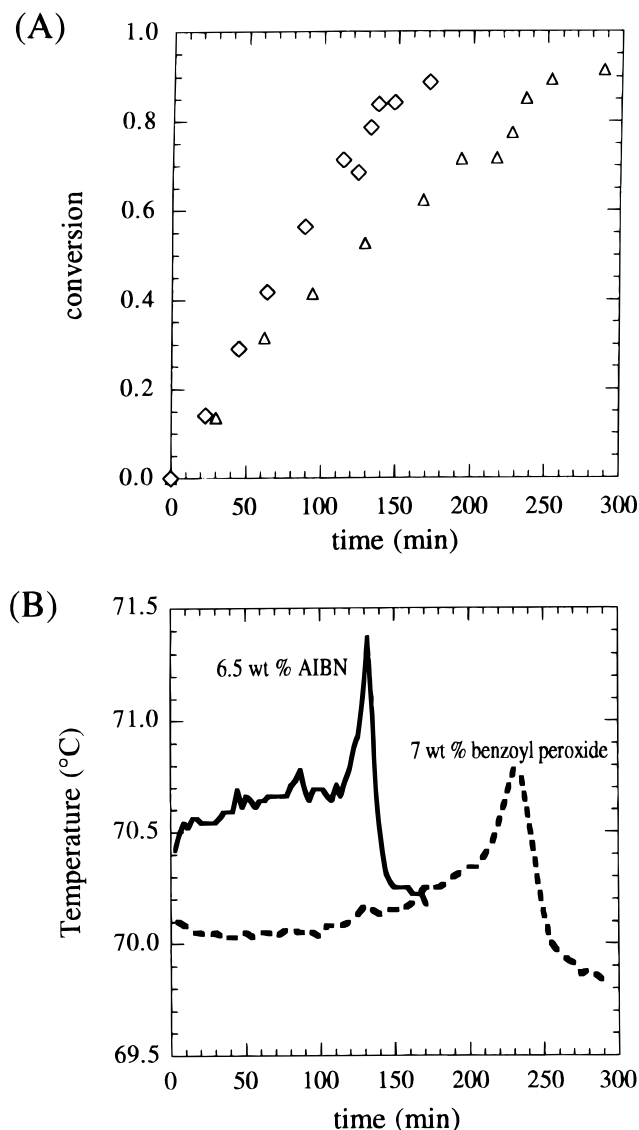 (A)
1.0
0.8
0.6
0.4
0.2
0.0
conversion
0 50 100 150 200 250 300
time (min)
(B)
71.5
71.0
70.5
70.0
69.5
Temperature (°C)
6.5 wt % AIBN
7 wt % benzoyl peroxide
0 50 100 150 200 250 300
time (min)